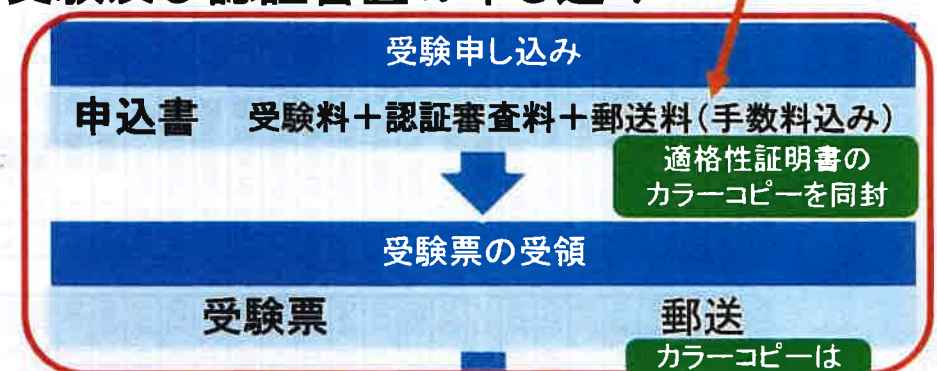 受験申し込み
申込書 受験料＋認証審査料＋郵送料(手数料込み)
適格性証明書の
カラーコピーを同封
受験票の受領
受験票 郵送
カラーコピーは